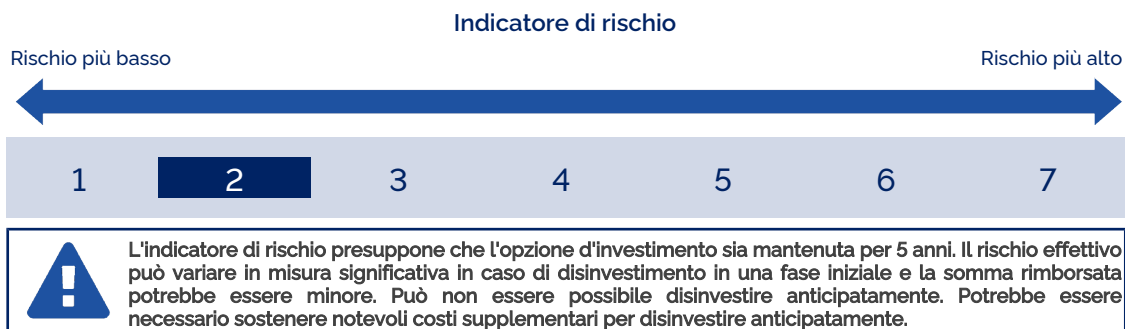 Indicatore di rischio
Rischio più basso
Rischio più alto
1 2 3 4 5 6 7
L'indicatore di rischio presuppone che l'opzione d'investimento sia mantenuta per 5 anni. Il rischio effettivo
può variare in misura significativa in caso di disinvestimento in una fase iniziale e la somma rimborsata
potrebbe essere minore. Può non essere possibile disinvestire anticipatamente. Potrebbe essere
necessario sostenere notevoli costi supplementari per disinvestire anticipatamente.